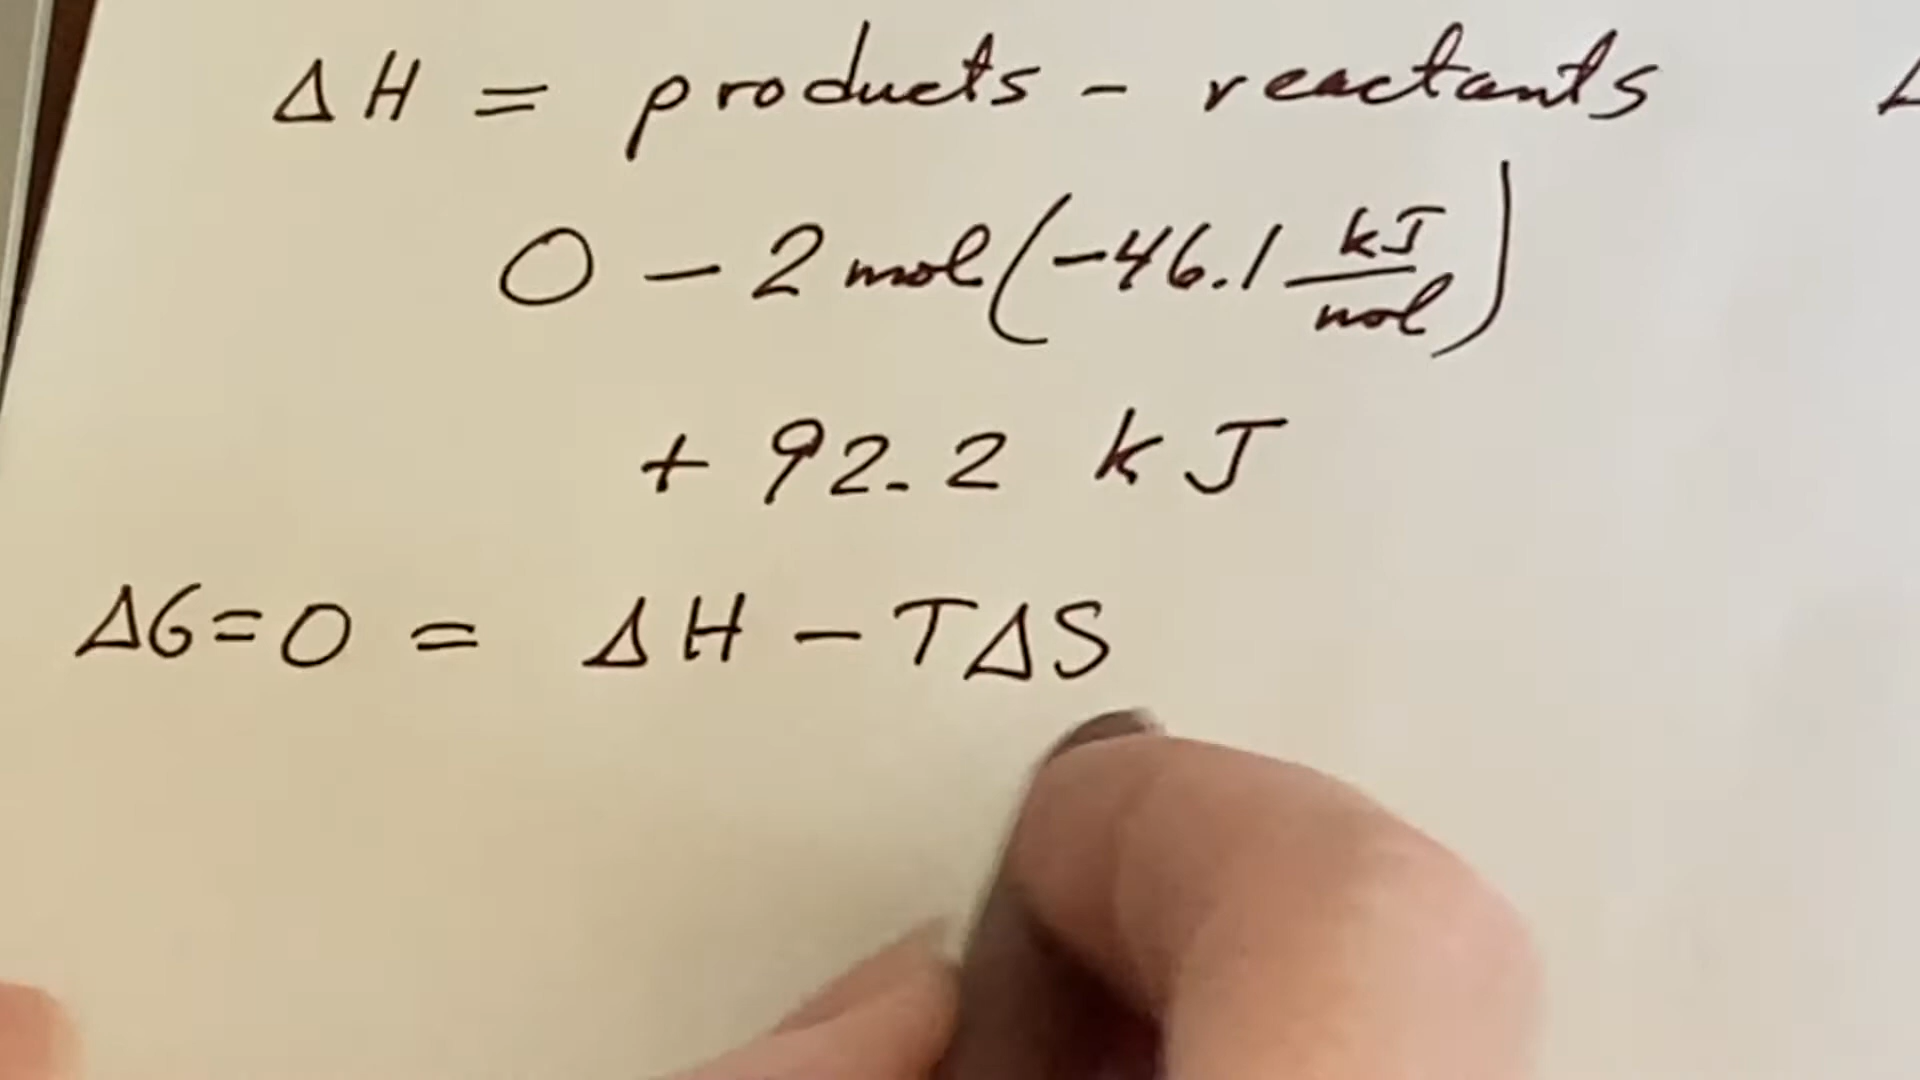 ΔH = products - reactants
0 - 2 mol (-46.1 kJ/mol)
+ 92.2 kJ
ΔG=0 = ΔH - TΔS